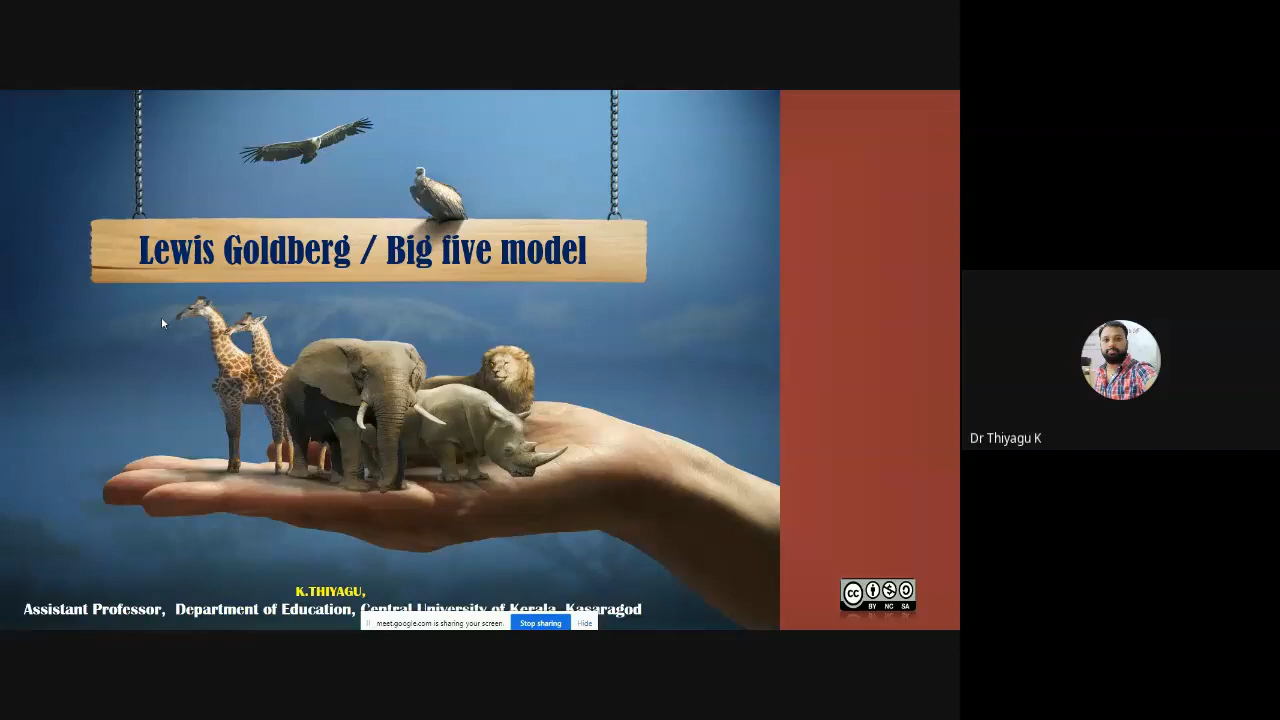 Lewis Goldberg / Big five model
K.THIYAGU,
Assistant Professor, Department of Education, Central University of Kerala, Kasaragod
meet.google.com is sharing your screen. Stop sharing Hide
CC BY NC SA
Dr Thiyagu K